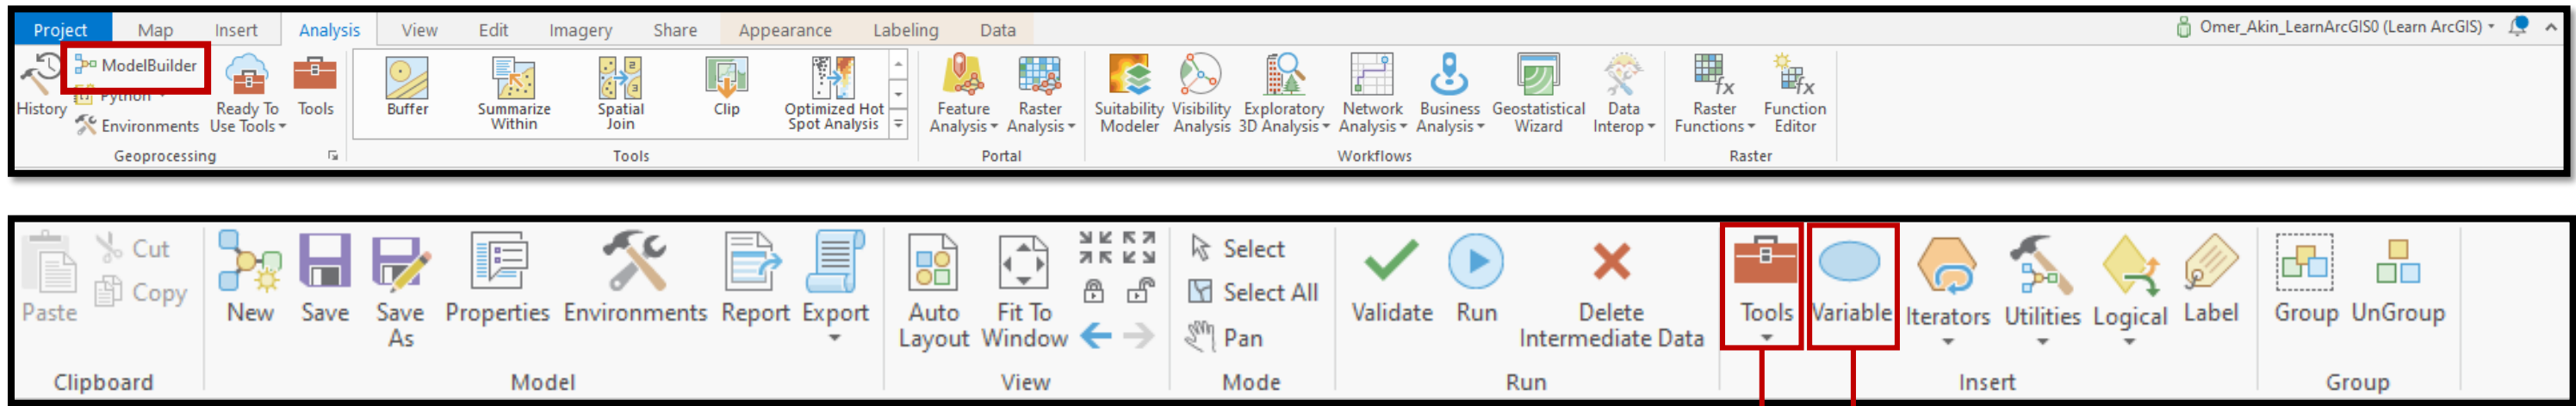 Project Map Insert Analysis View Edit Imagery Share Appearance Labeling Data Omer_Akin_LearnArcGIS0 (Learn ArcGIS)
ModelBuilder
Python
Environments
History
Ready To
Use Tools
Tools
Geoprocessing
Buffer
Summarize
Within
Spatial
Join
Clip
Optimized Hot
Spot Analysis
Tools
Feature
Analysis
Raster
Analysis
Portal
Suitability
Modeler
Visibility
Analysis
Exploratory
3D Analysis
Network
Analysis
Business
Analysis
Geostatistical
Wizard
Data
Interop
Workflows
Raster
Functions
Function
Editor
Raster
Paste
Cut
Copy
Clipboard
New
Save
Save
As
Properties
Environments
Report
Export
Model
Auto
Layout
Fit To
Window
View
Select
Select All
Pan
Mode
Validate
Run
Delete
Intermediate Data
Run
Tools
Variable
Iterators
Utilities
Logical
Label
Insert
Group
UnGroup
Group